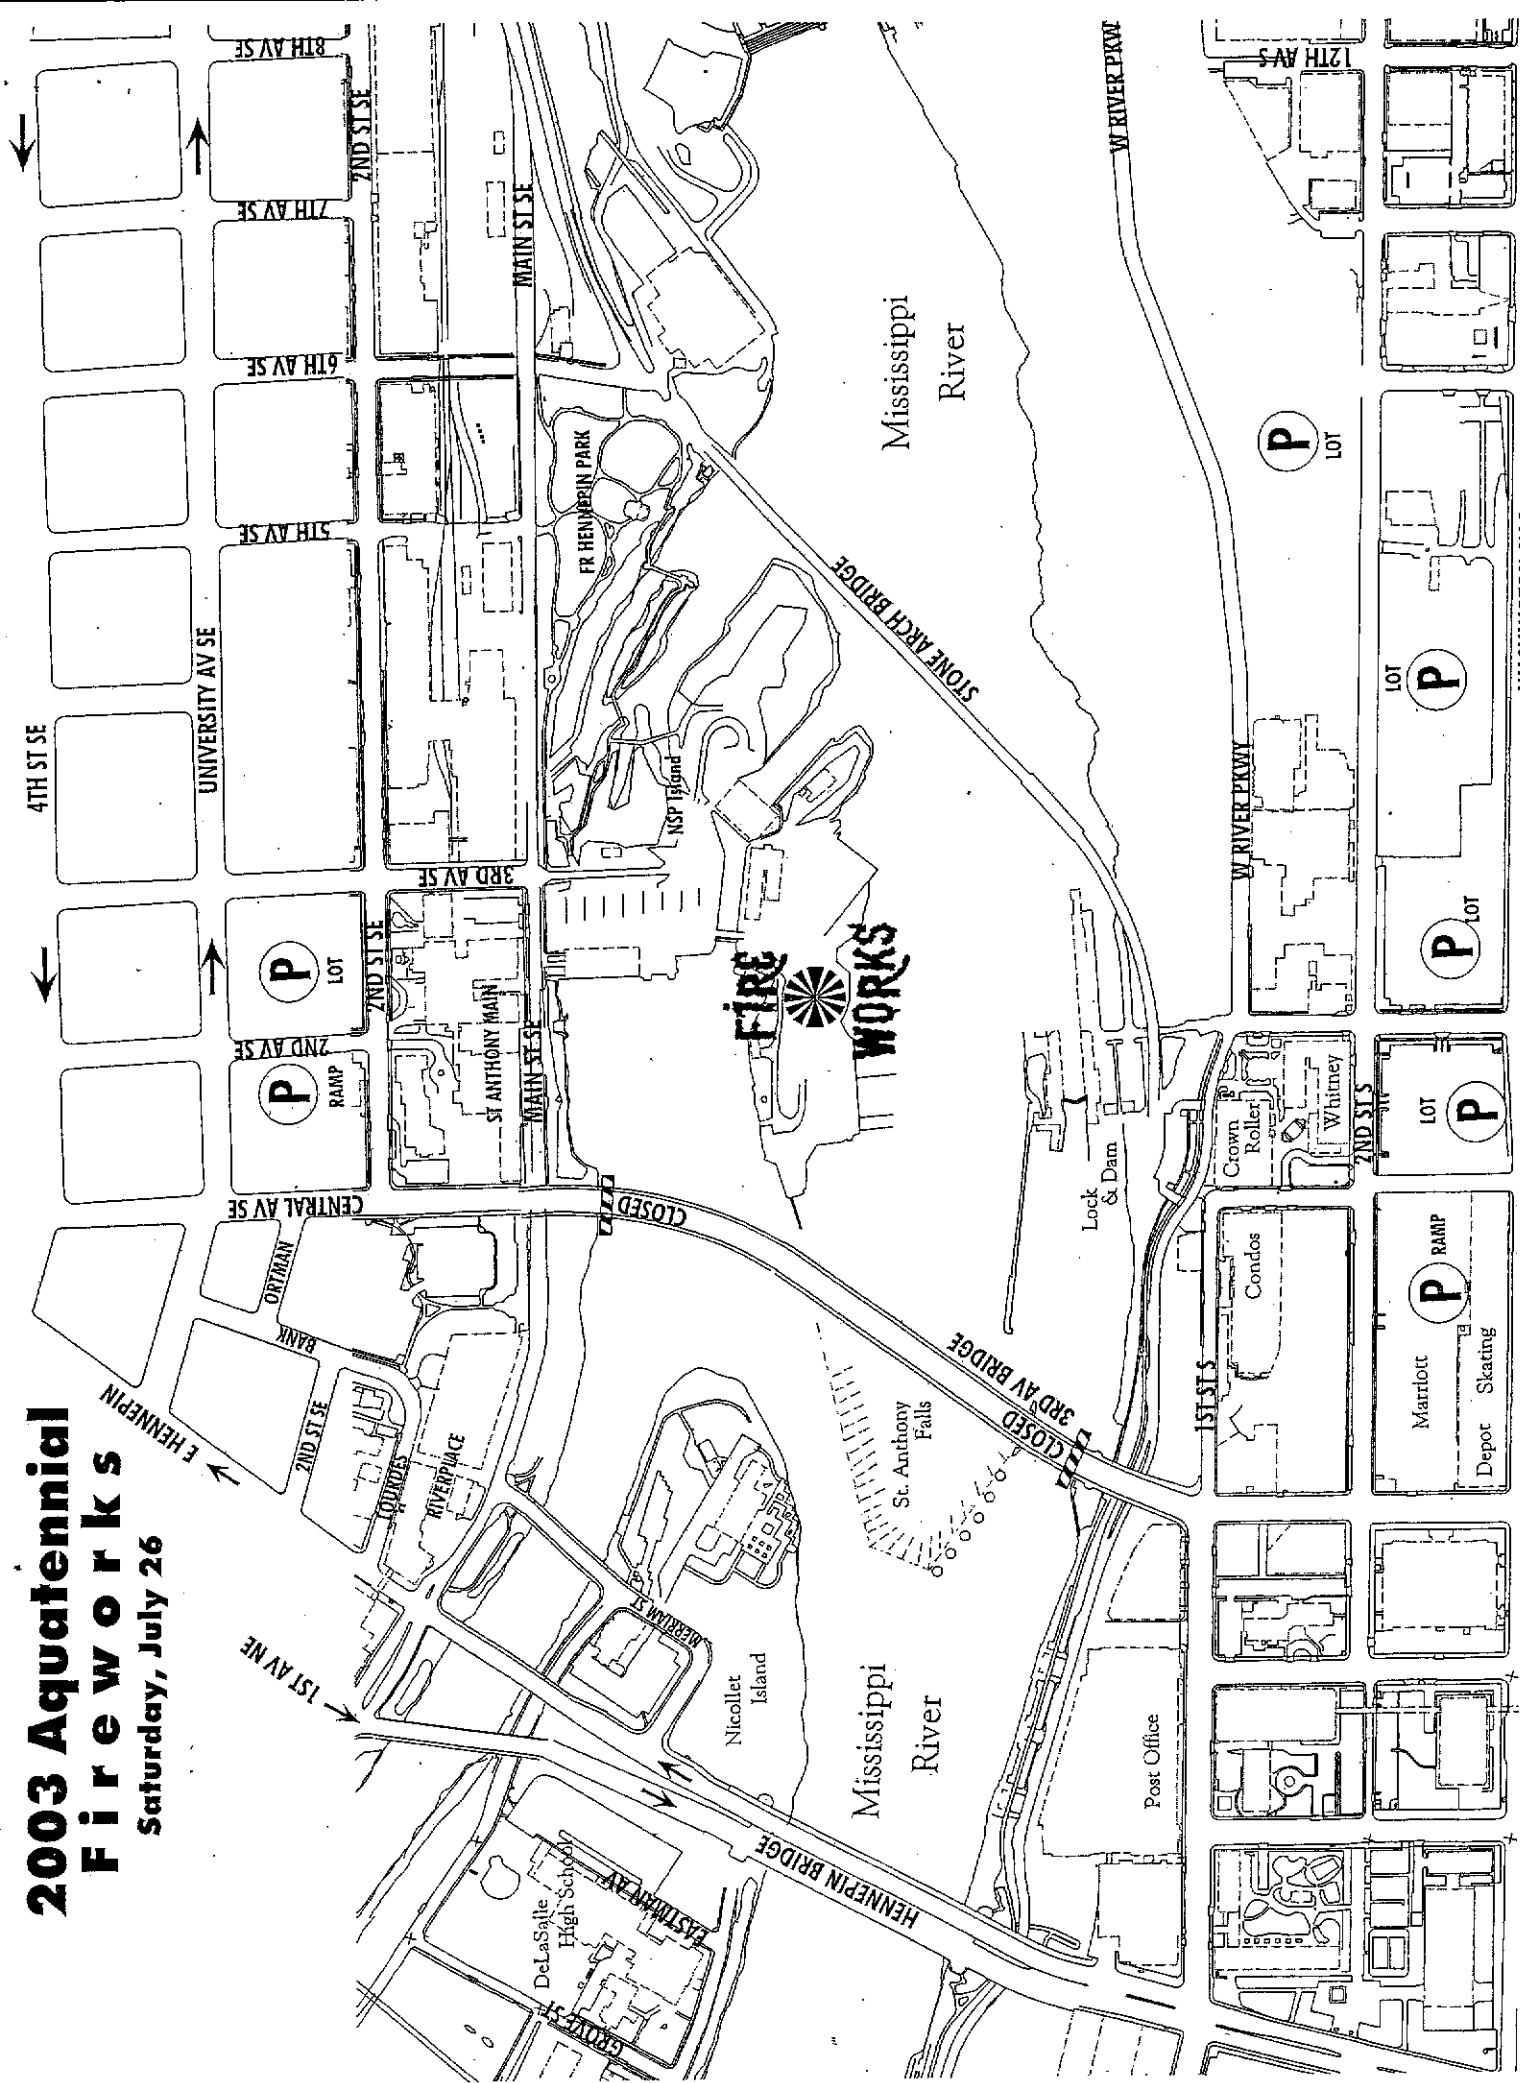 2003 Aquatennial
Fireworks
Saturday, July 26
4TH ST SE
UNIVERSITY AV SE
8TH AV SE
7TH AV SE
6TH AV SE
5TH AV SE
3RD AV SE
2ND AV SE
CENTRAL AV SE
2ND ST SE
2ND ST SE
2ND ST SE
MAIN ST SE
MAIN ST SE
P
LOT
P
RAMP
ST ANTHONY MAIN
ORTMAN
BANK
E HENNEPIN
LOURDES
RIVERPLACE
1ST AV NE
MERRIAM ST
Nicollet
Island
DeLaSalle
High School
EASTMAN AV
GROVE ST
HENNEPIN BRIDGE
FR HENNEPIN PARK
NSP Island
FIRE
WORKS
STONE ARCH BRIDGE
CLOSED
3RD AV BRIDGE
CLOSED
St. Anthony
Falls
Mississippi
River
Mississippi
River
Lock
& Dam
W RIVER PKWY
W RIVER PKW
12TH AV S
P
LOT
LOT
P
P
LOT
Crown
Roller
Whitney
2ND ST S
LOT
P
1ST ST S
Condos
P
RAMP
Marriott
Depot Skating
Post Office